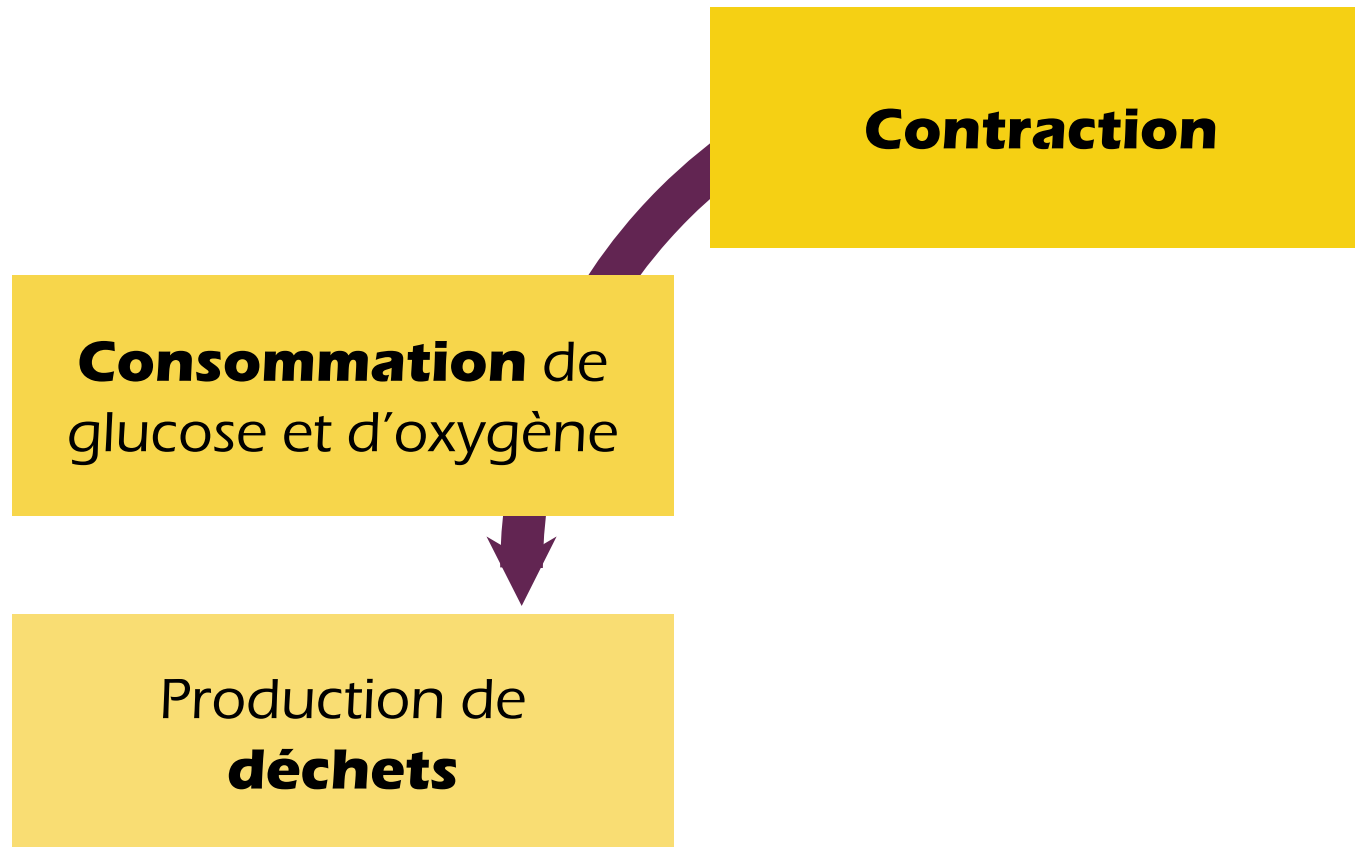 Contraction
Consommation de
glucose et d’oxygène
Production de
déchets